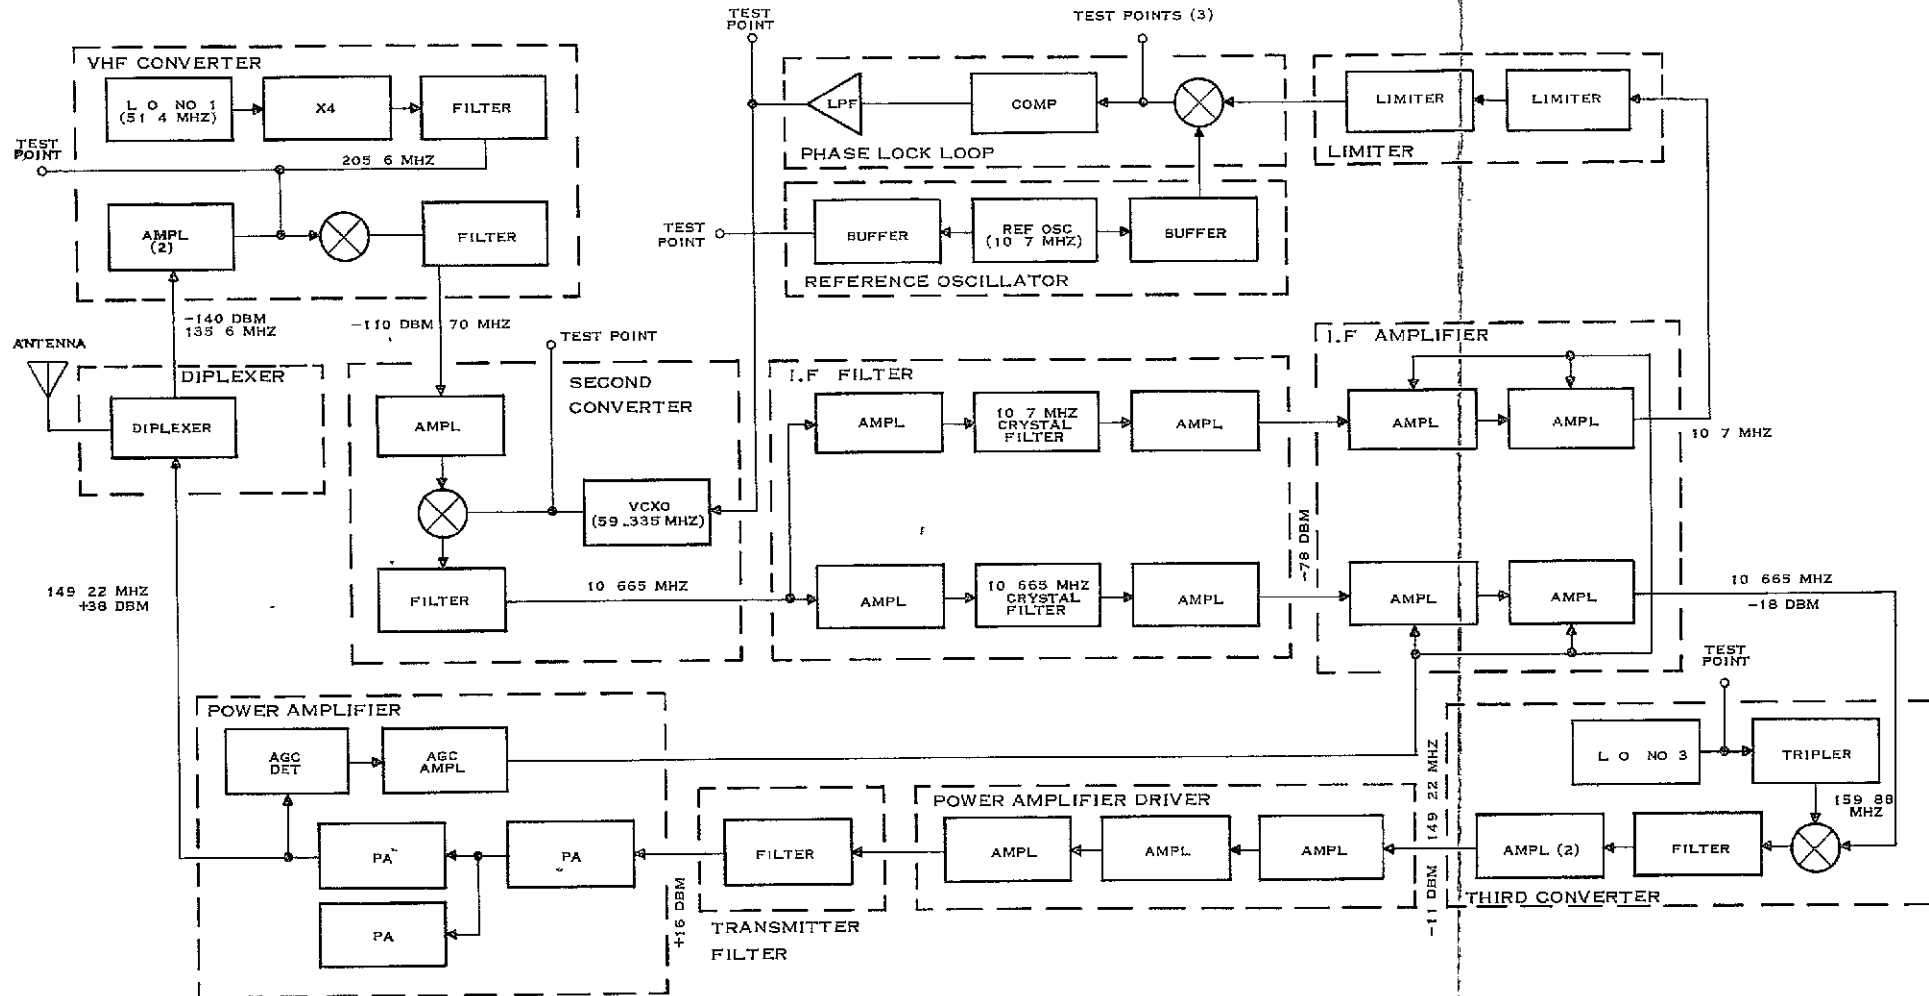 TEST
POINT
TEST POINTS (3)
VHF CONVERTER
L O NO 1
(51 4 MHZ)
X4
FILTER
TEST
POINT
205 6 MHZ
AMPL
(2)
FILTER
LPF
COMP
PHASE LOCK LOOP
LIMITER
LIMITER
LIMITER
TEST
POINT
BUFFER
REF OSC
(10 7 MHZ)
BUFFER
REFERENCE OSCILLATOR
-140 DBM
135 6 MHZ
-110 DBM 70 MHZ
ANTENNA
DIPLEXER
DIPLEXER
TEST POINT
SECOND
CONVERTER
AMPL
VCXO
(59.335 MHZ)
FILTER
10 665 MHZ
I.F FILTER
AMPL
10 7 MHZ
CRYSTAL
FILTER
AMPL
AMPL
10 665 MHZ
CRYSTAL
FILTER
AMPL
-78 DBM
I.F AMPLIFIER
AMPL
AMPL
10 7 MHZ
AMPL
AMPL
10 665 MHZ
-18 DBM
149 22 MHZ
+38 DBM
POWER AMPLIFIER
AGC
DET
AGC
AMPL
PA
PA
PA
+16 DBM
FILTER
TRANSMITTER
FILTER
POWER AMPLIFIER DRIVER
AMPL
AMPL
AMPL
-11 DBM 149 22 MHZ
TEST
POINT
L O NO 3
TRIPLER
159 88
MHZ
AMPL (2)
FILTER
THIRD CONVERTER